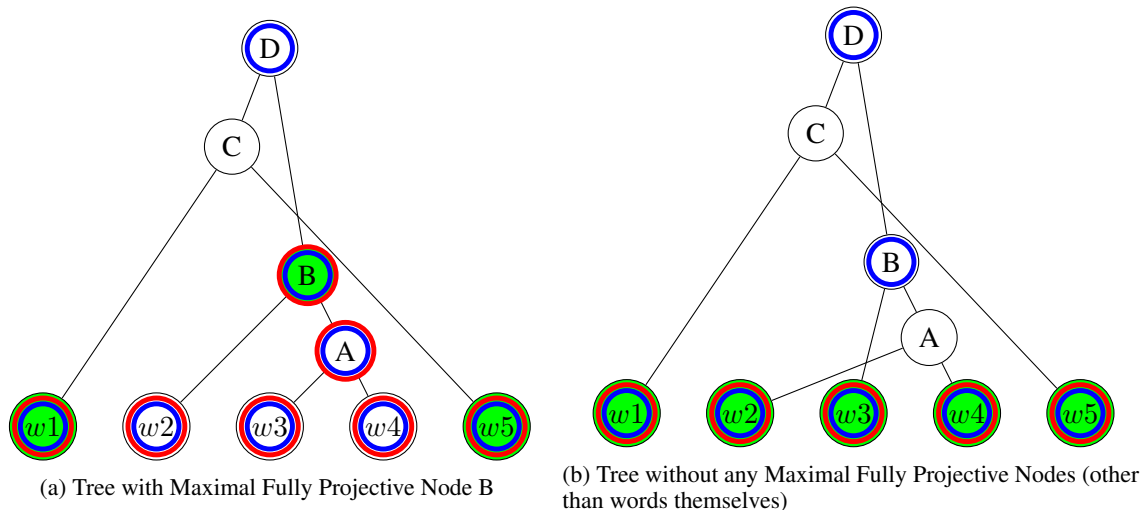 D
D
C
C
B
B
A
A
w1 w2 w3 w4 w5
w1 w2 w3 w4 w5
(a) Tree with Maximal Fully Projective Node B
(b) Tree without any Maximal Fully Projective Nodes (other
than words themselves)